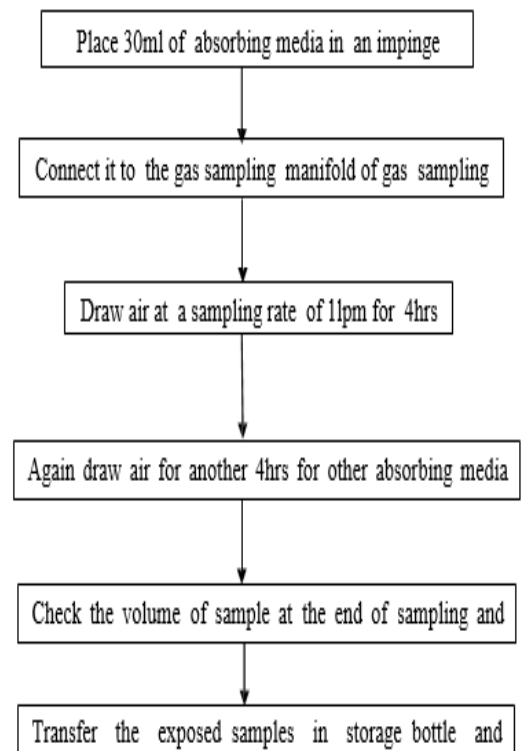 Place 30ml of absorbing media in an impinge
Connect it to the gas sampling manifold of gas sampling
Draw air at a sampling rate of 1lpm for 4hrs
Again draw air for another 4hrs for other absorbing media
Check the volume of sample at the end of sampling and
Transfer the exposed samples in storage bottle and